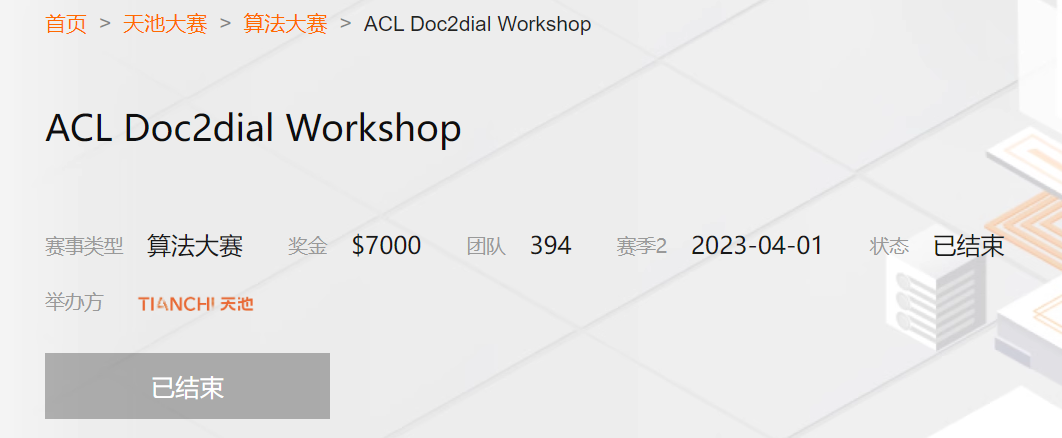 首页 > 天池大赛 > 算法大赛 > ACL Doc2dial Workshop
ACL Doc2dial Workshop
赛事类型 算法大赛 奖金 $7000 团队 394 赛季2 2023-04-01 状态 已结束
举办方 TIANCHI 天池
已结束